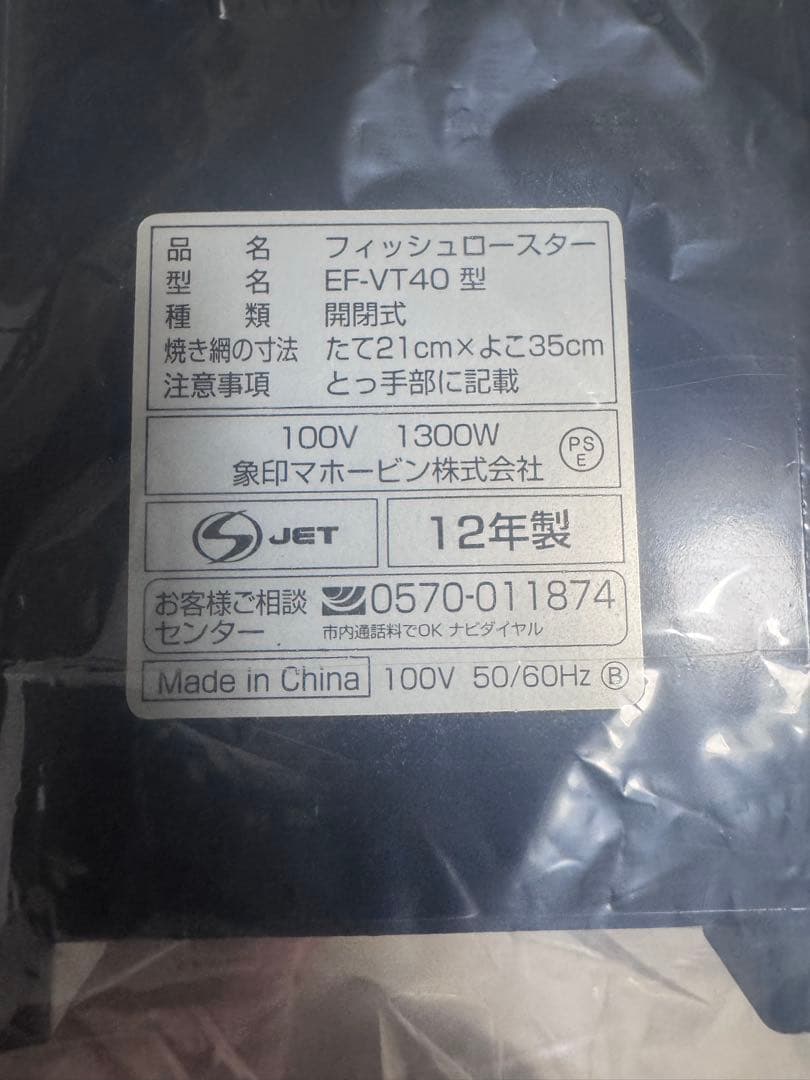 品名 フィッシュロースター
型名 EF-VT40 型
種類 開閉式
焼き網の寸法 たて21cm×よこ35cm
注意事項 とっ手部に記載
100V 1300W
象印マホービン株式会社
PS
E
S JET
12年製
お客様ご相談
センター
0570-011874
市内通話料でOK ナビダイヤル
Made in China 100V 50/60Hz Ⓑ